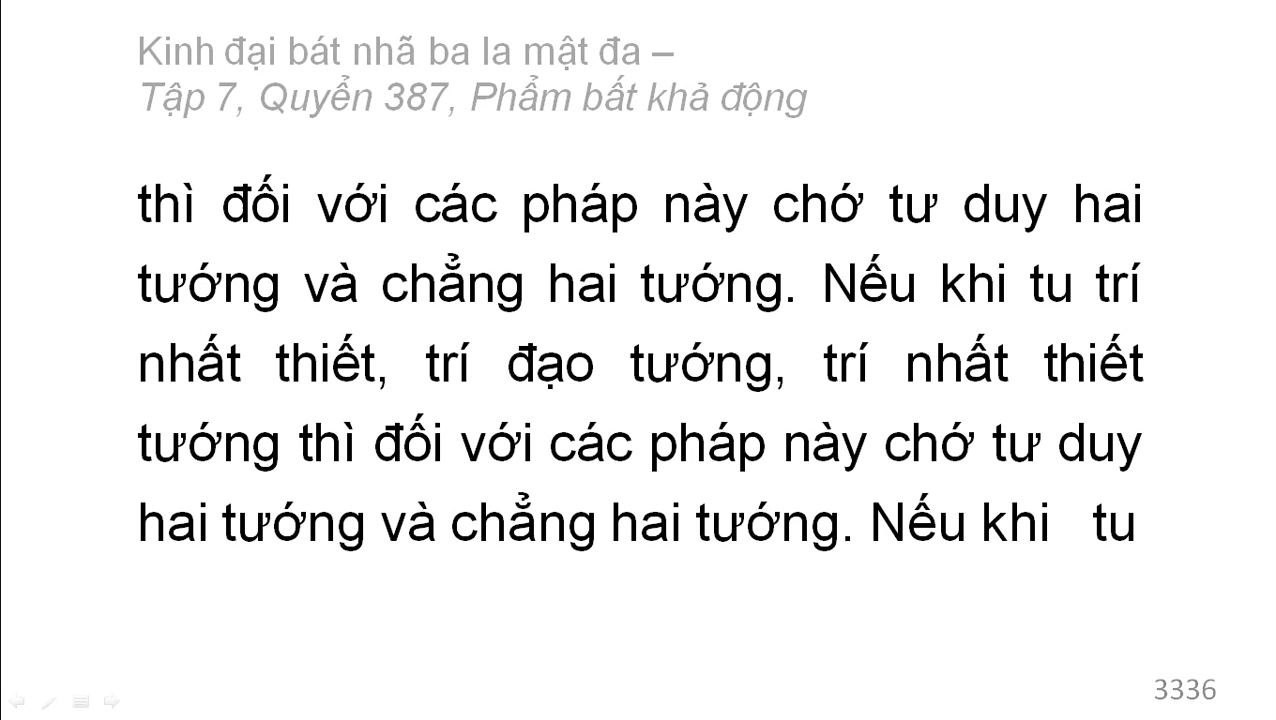 Kinh đại bát nhã ba la mật đa –
Tập 7, Quyển 387, Phẩm bất khả động
thì đối với các pháp này chớ tư duy hai
tướng và chẳng hai tướng. Nếu khi tu trí
nhất thiết, trí đạo tướng, trí nhất thiết
tướng thì đối với các pháp này chớ tư duy
hai tướng và chẳng hai tướng. Nếu khi tu
3336